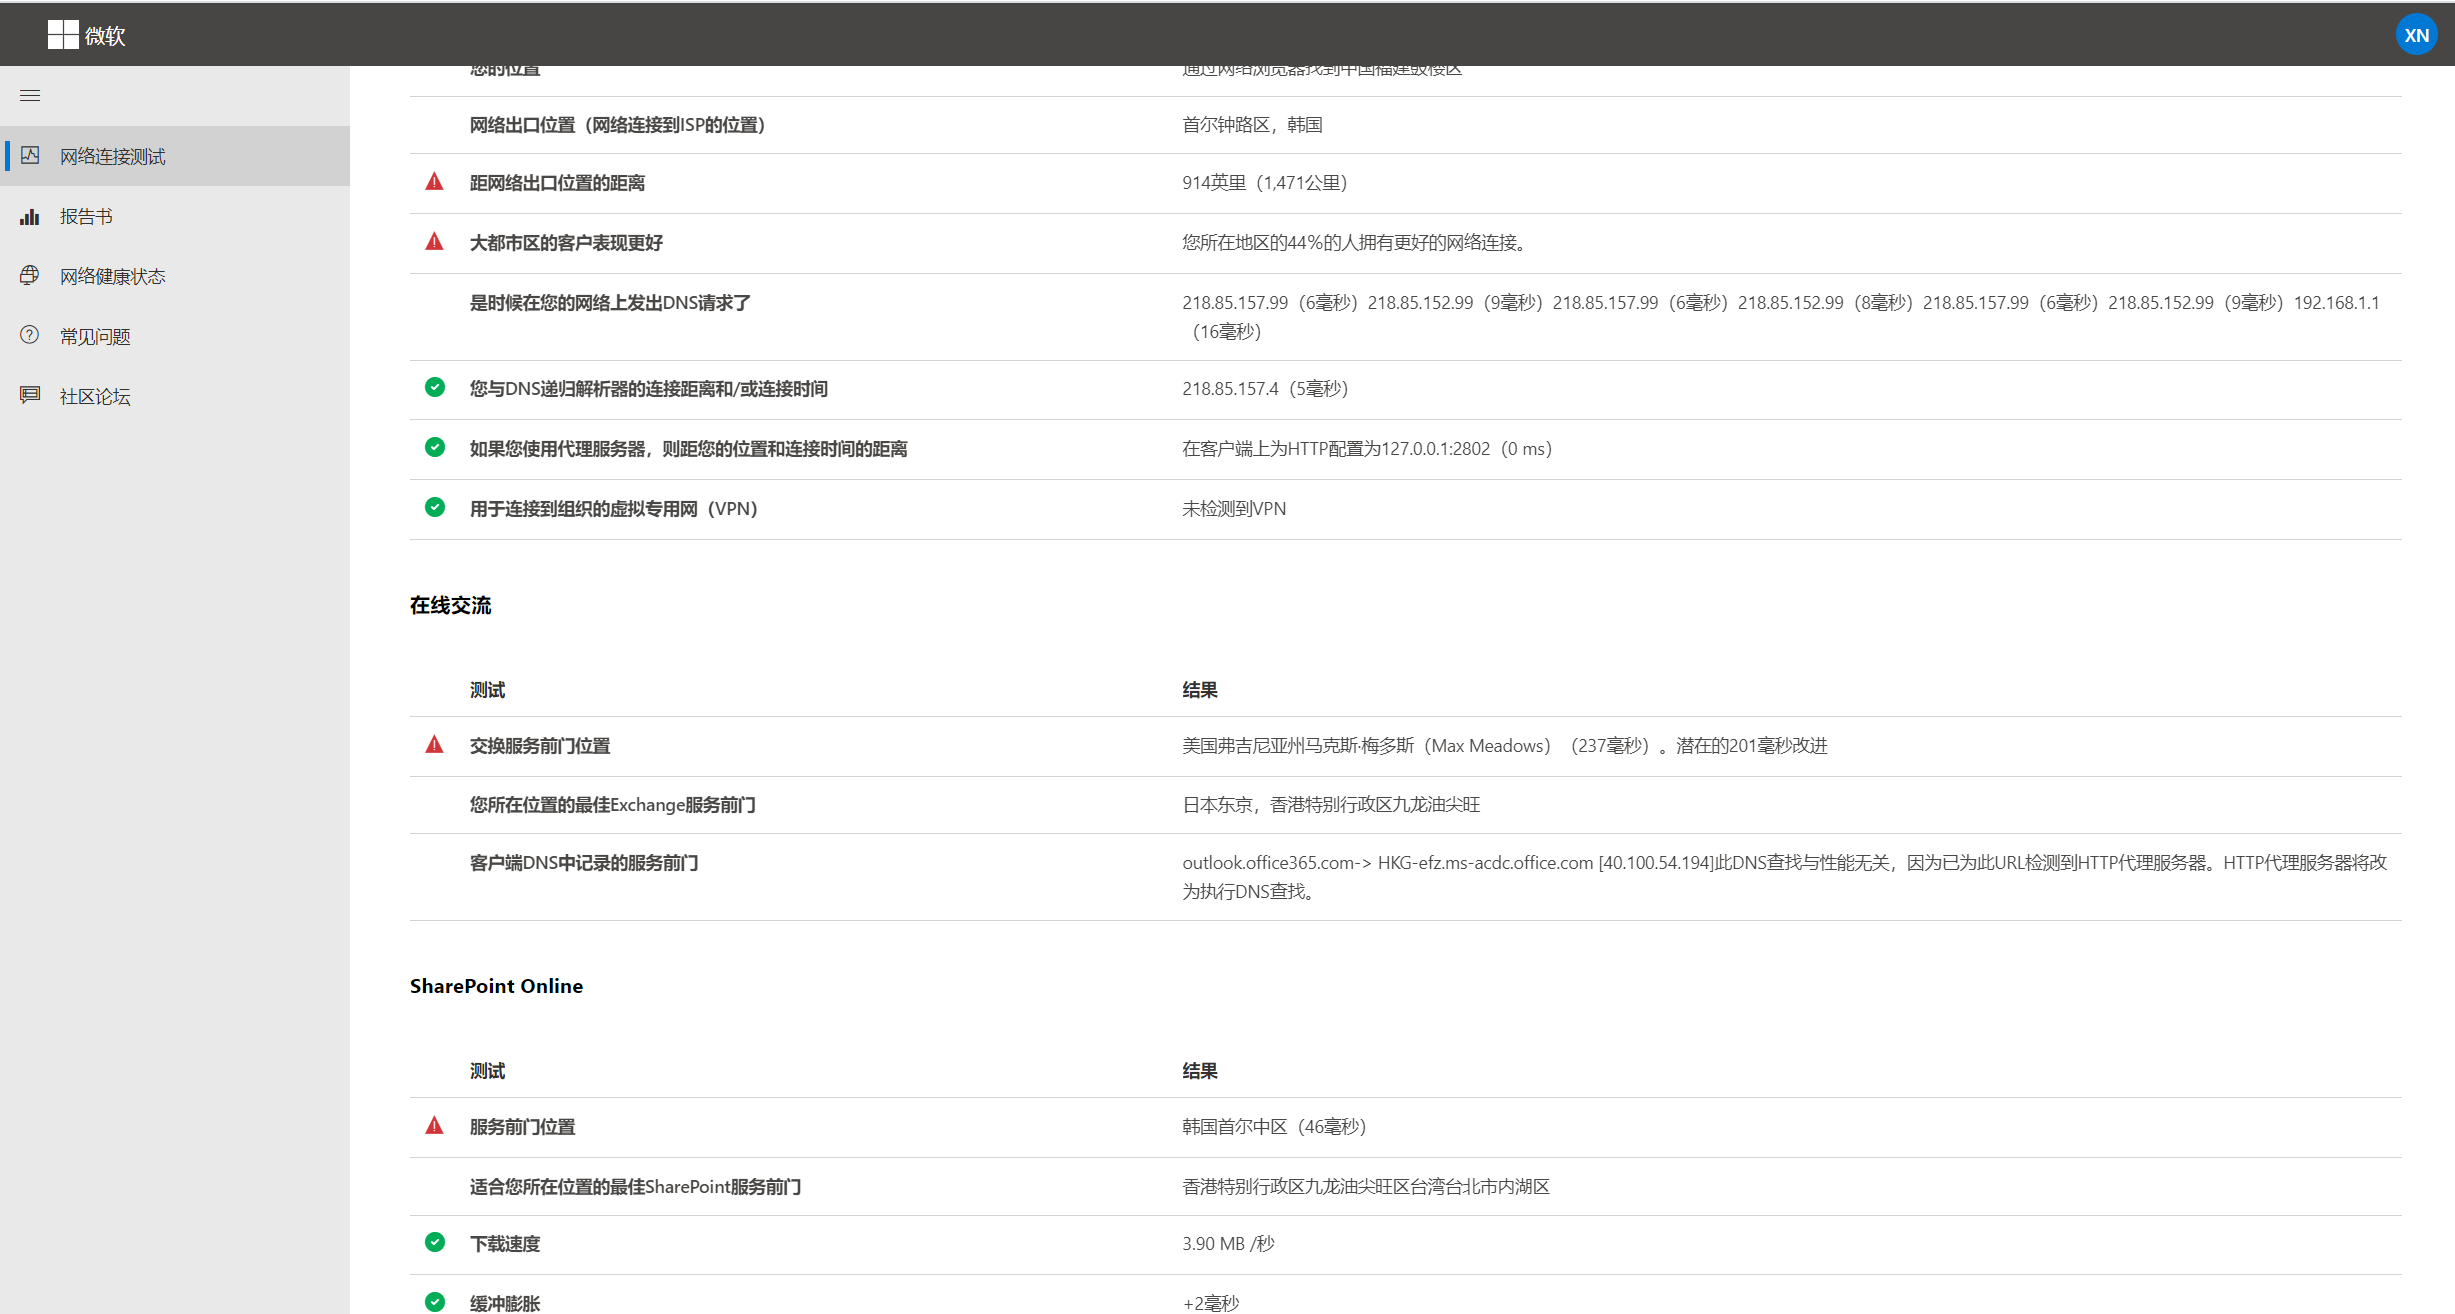 微软
XN
您的位置
通过网络浏览器找到中国福建鼓楼区
网络出口位置（网络连接到ISP的位置）
首尔钟路区，韩国
网络连接测试
距网络出口位置的距离
914英里（1,471公里）
报告书
大都市区的客户表现更好
您所在地区的44%的人拥有更好的网络连接。
网络健康状态
是时候在您的网络上发出DNS请求了
218.85.157.99（6毫秒）218.85.152.99（9毫秒）218.85.157.99（6毫秒）218.85.152.99（8毫秒）218.85.157.99（6毫秒）218.85.152.99（9毫秒）192.168.1.1
（16毫秒）
常见问题
您与DNS递归解析器的连接距离和/或连接时间
218.85.157.4（5毫秒）
社区论坛
如果您使用代理服务器，则距您的位置和连接时间的距离
在客户端上为HTTP配置为127.0.0.1:2802（0 ms）
用于连接到组织的虚拟专用网（VPN）
未检测到VPN
在线交流
测试
结果
交换服务前门位置
美国弗吉尼亚州马克斯·梅多斯（Max Meadows）（237毫秒）。潜在的201毫秒改进
您所在位置的最佳Exchange服务前门
日本东京，香港特别行政区九龙油尖旺
客户端DNS中记录的服务前门
outlook.office365.com-> HKG-efz.ms-acdc.office.com [40.100.54.194]此DNS查找与性能无关，因为已为此URL检测到HTTP代理服务器。HTTP代理服务器将改
为执行DNS查找。
SharePoint Online
测试
结果
服务前门位置
韩国首尔中区（46毫秒）
适合您所在位置的最佳SharePoint服务前门
香港特别行政区九龙油尖旺区台湾台北市内湖区
下载速度
3.90 MB /秒
缓冲膨胀
+2毫秒